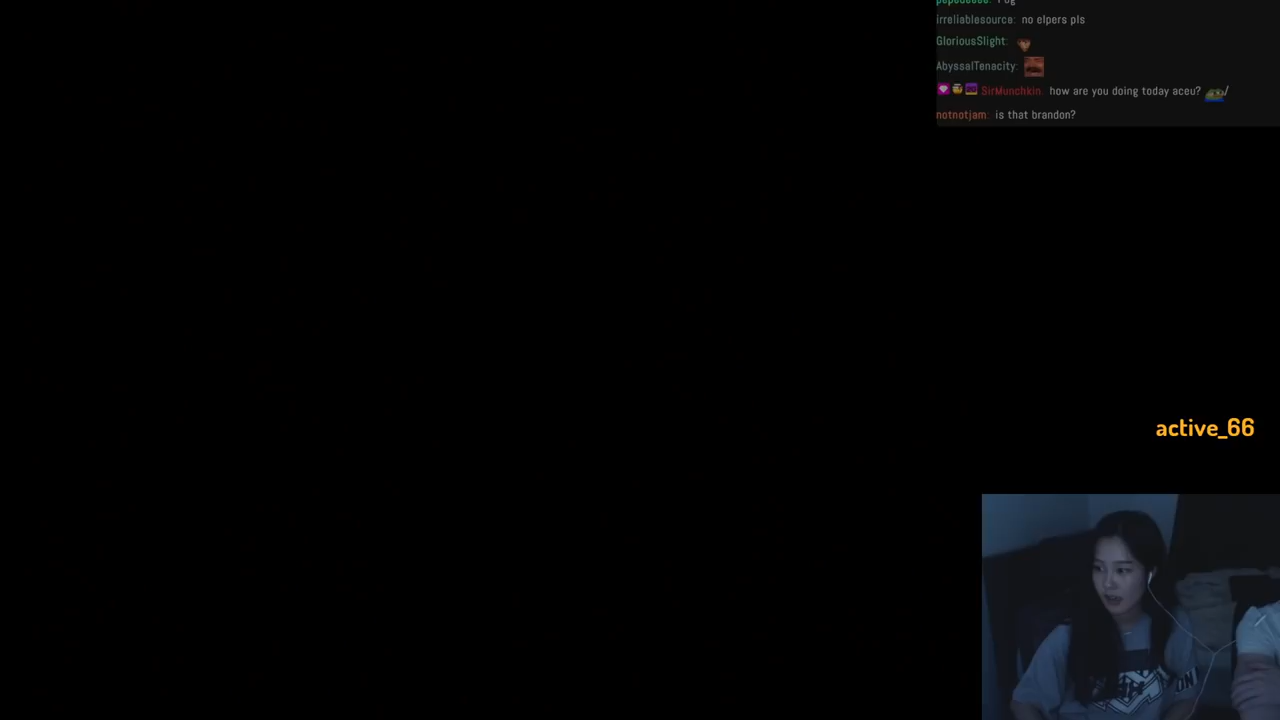 irreliablesource: no elpers pls
GloriousSlight:
AbyssalTenacity:
SirMunchkin: how are you doing today aceu? /
notnotjam: is that brandon?
active_66